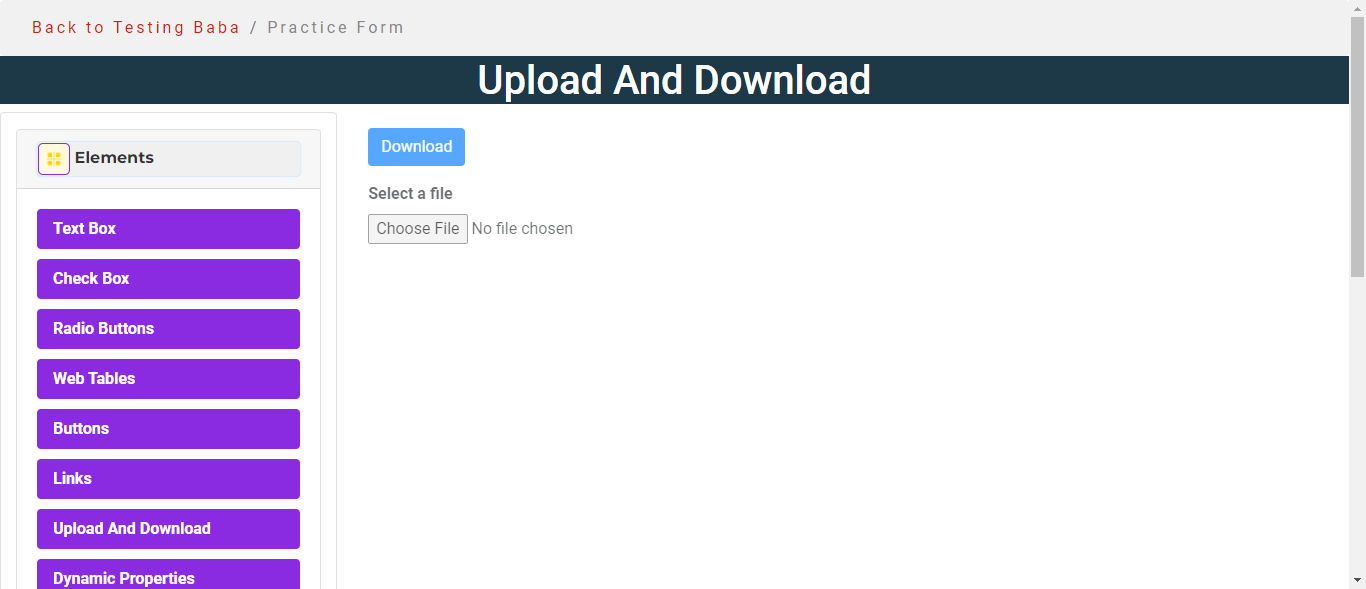 Back to Testing Baba / Practice Form
Upload And Download
Elements
Text Box
Check Box
Radio Buttons
Web Tables
Buttons
Links
Upload And Download
Dynamic Properties
Download
Select a file
Choose File No file chosen